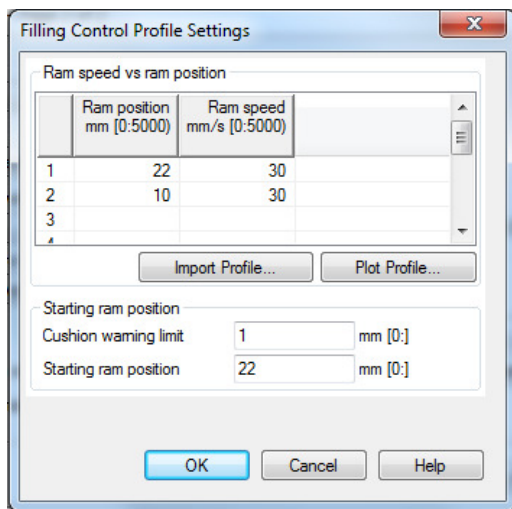 Filling Control Profile Settings
Ram speed vs ram position
Ram position Ram speed
mm [0:5000) mm/s [0:5000)
1 22 30
2 10 30
3
4
Import Profile... Plot Profile...
Starting ram position
Cushion warning limit 1 mm [0:]
Starting ram position 22 mm [0:]
OK Cancel Help